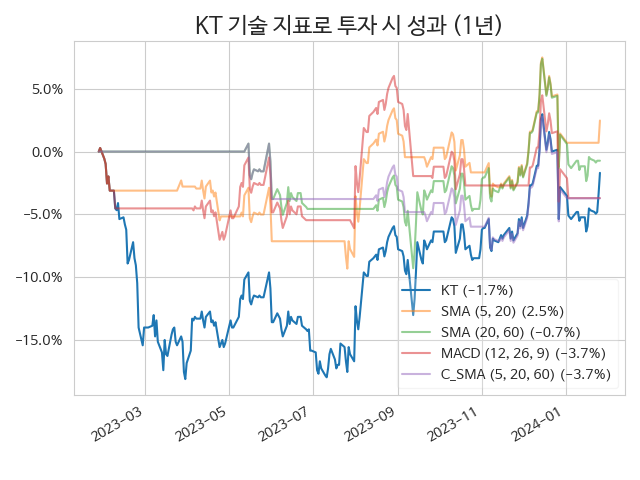 KT 기술 지표로 투자 시 성과 (1년)
5.0%
0.0%
−5.0%
−10.0%
−15.0%
KT (−1.7%)
SMA (5, 20) (2.5%)
SMA (20, 60) (−0.7%)
MACD (12, 26, 9) (−3.7%)
C_SMA (5, 20, 60) (−3.7%)
2023−03
2023−05
2023−07
2023−09
2023−11
2024−01